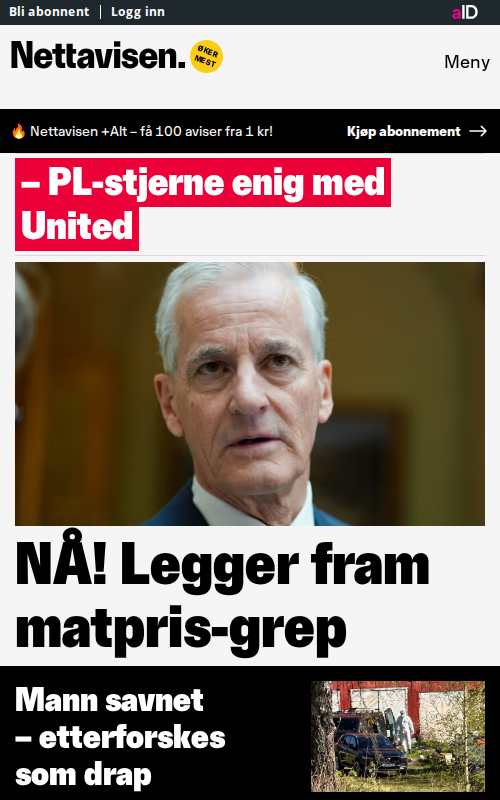 Bli abonnent | Logg inn
aID
Nettavisen.
ØKER
MEST
Meny
🔥 Nettavisen +Alt – få 100 aviser fra 1 kr!
Kjøp abonnement →
– PL-stjerne enig med
United
NÅ! Legger fram
matpris-grep
Mann savnet
– etterforskes
som drap